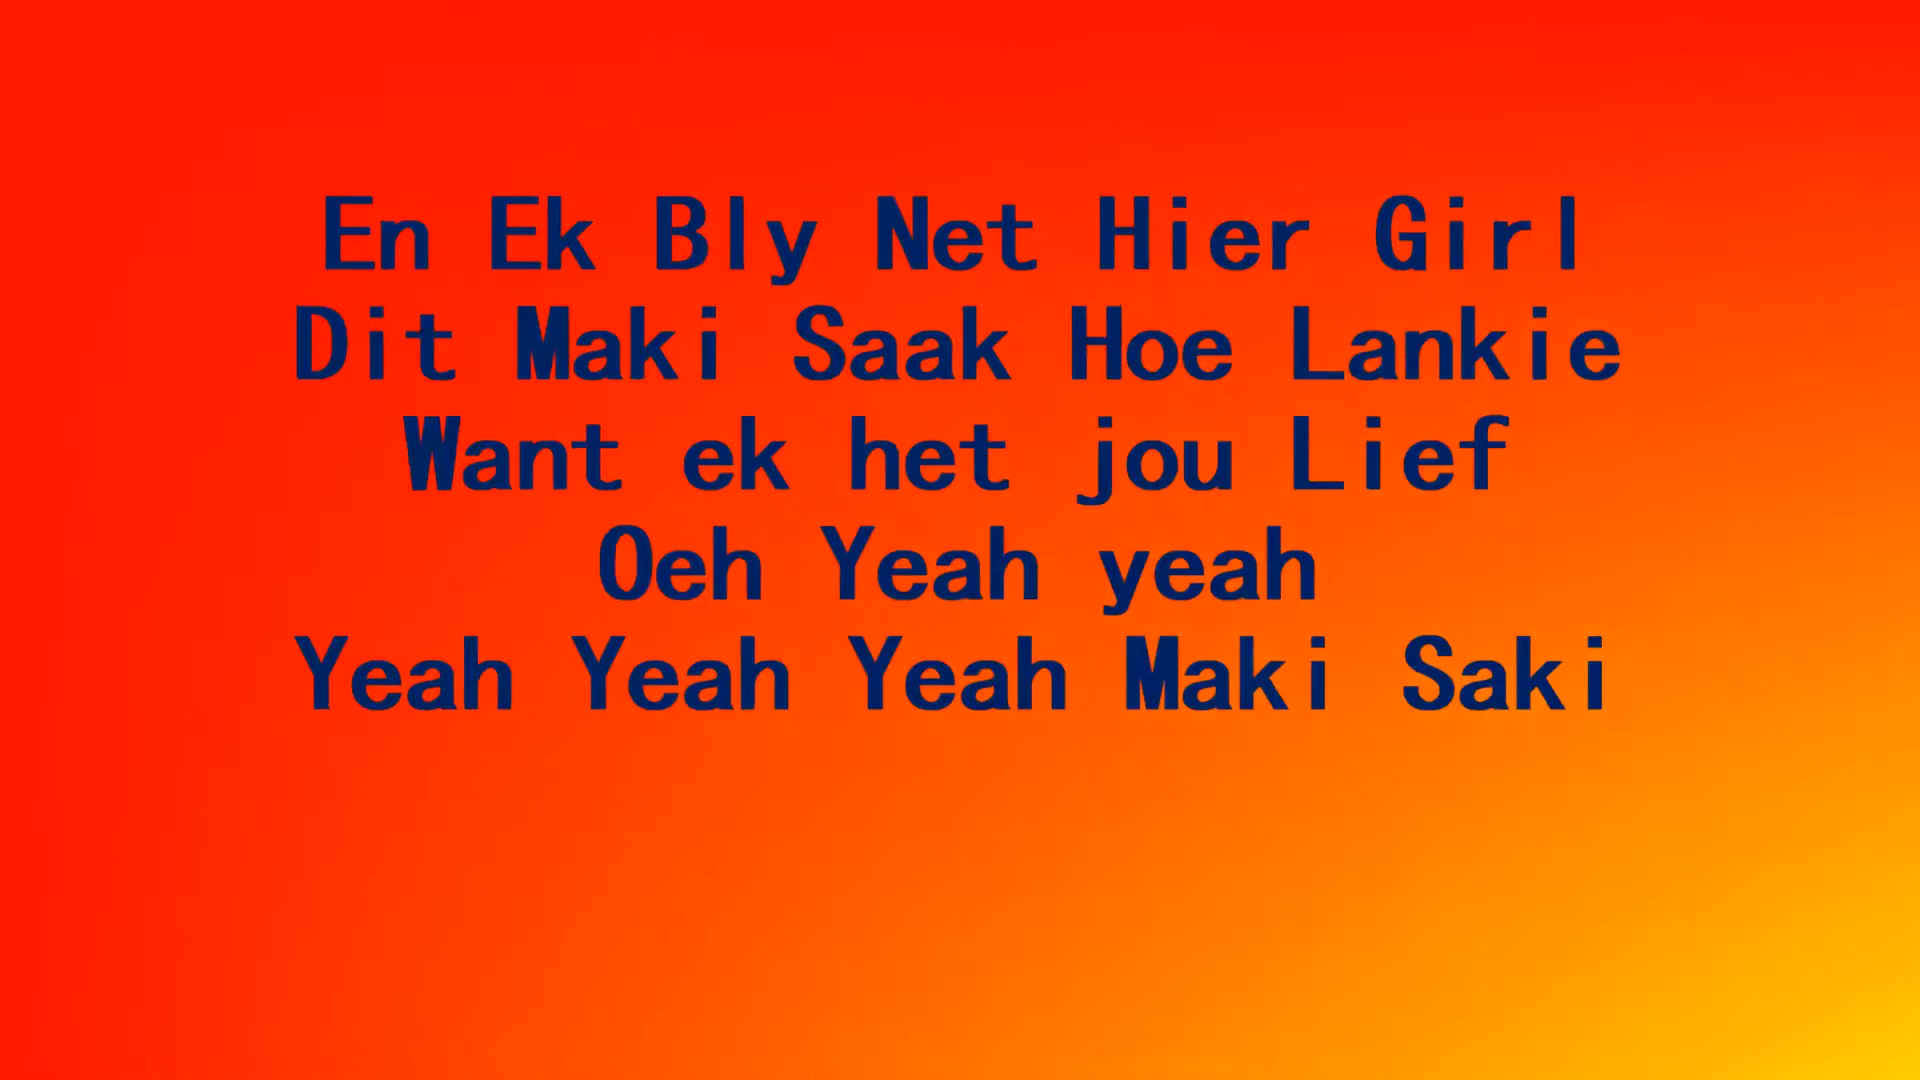 En Ek Bly Net Hier Girl
Dit Maki Saak Hoe Lankie
Want ek het jou Lief
Oeh Yeah yeah
Yeah Yeah Yeah Maki Saki